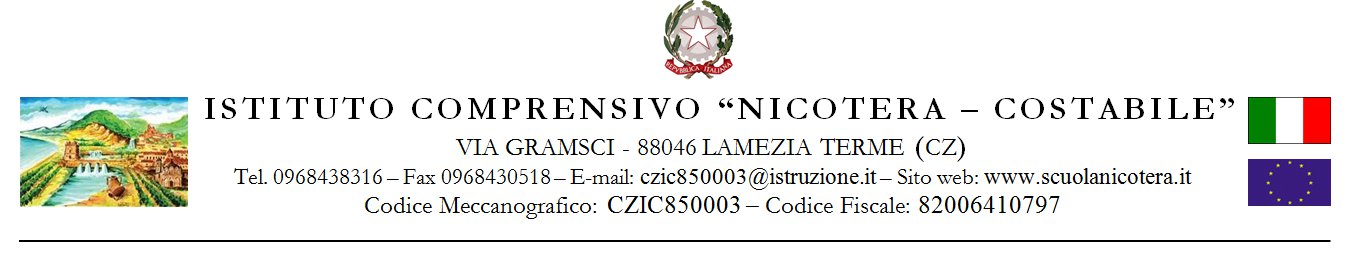 REPVBBLICA ITALIANA
ISTITUTO COMPRENSIVO “NICOTERA – COSTABILE”
VIA GRAMSCI - 88046 LAMEZIA TERME (CZ)
Tel. 0968438316 – Fax 0968430518 – E-mail: czic850003@istruzione.it – Sito web: www.scuolanicotera.it
Codice Meccanografico: CZIC850003 – Codice Fiscale: 82006410797